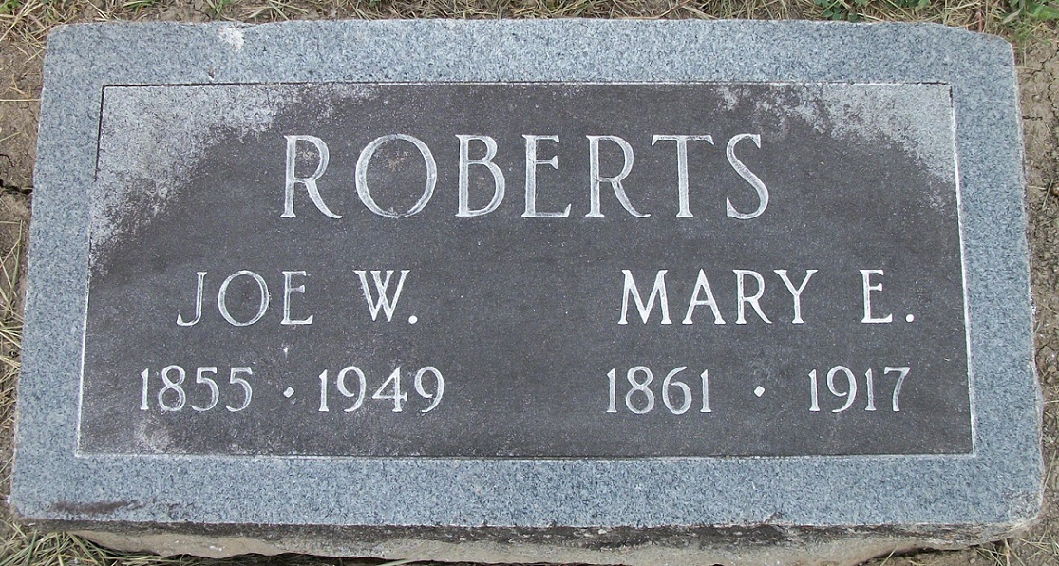 ROBERTS
JOE W. MARY E.
1855 · 1949 1861 · 1917